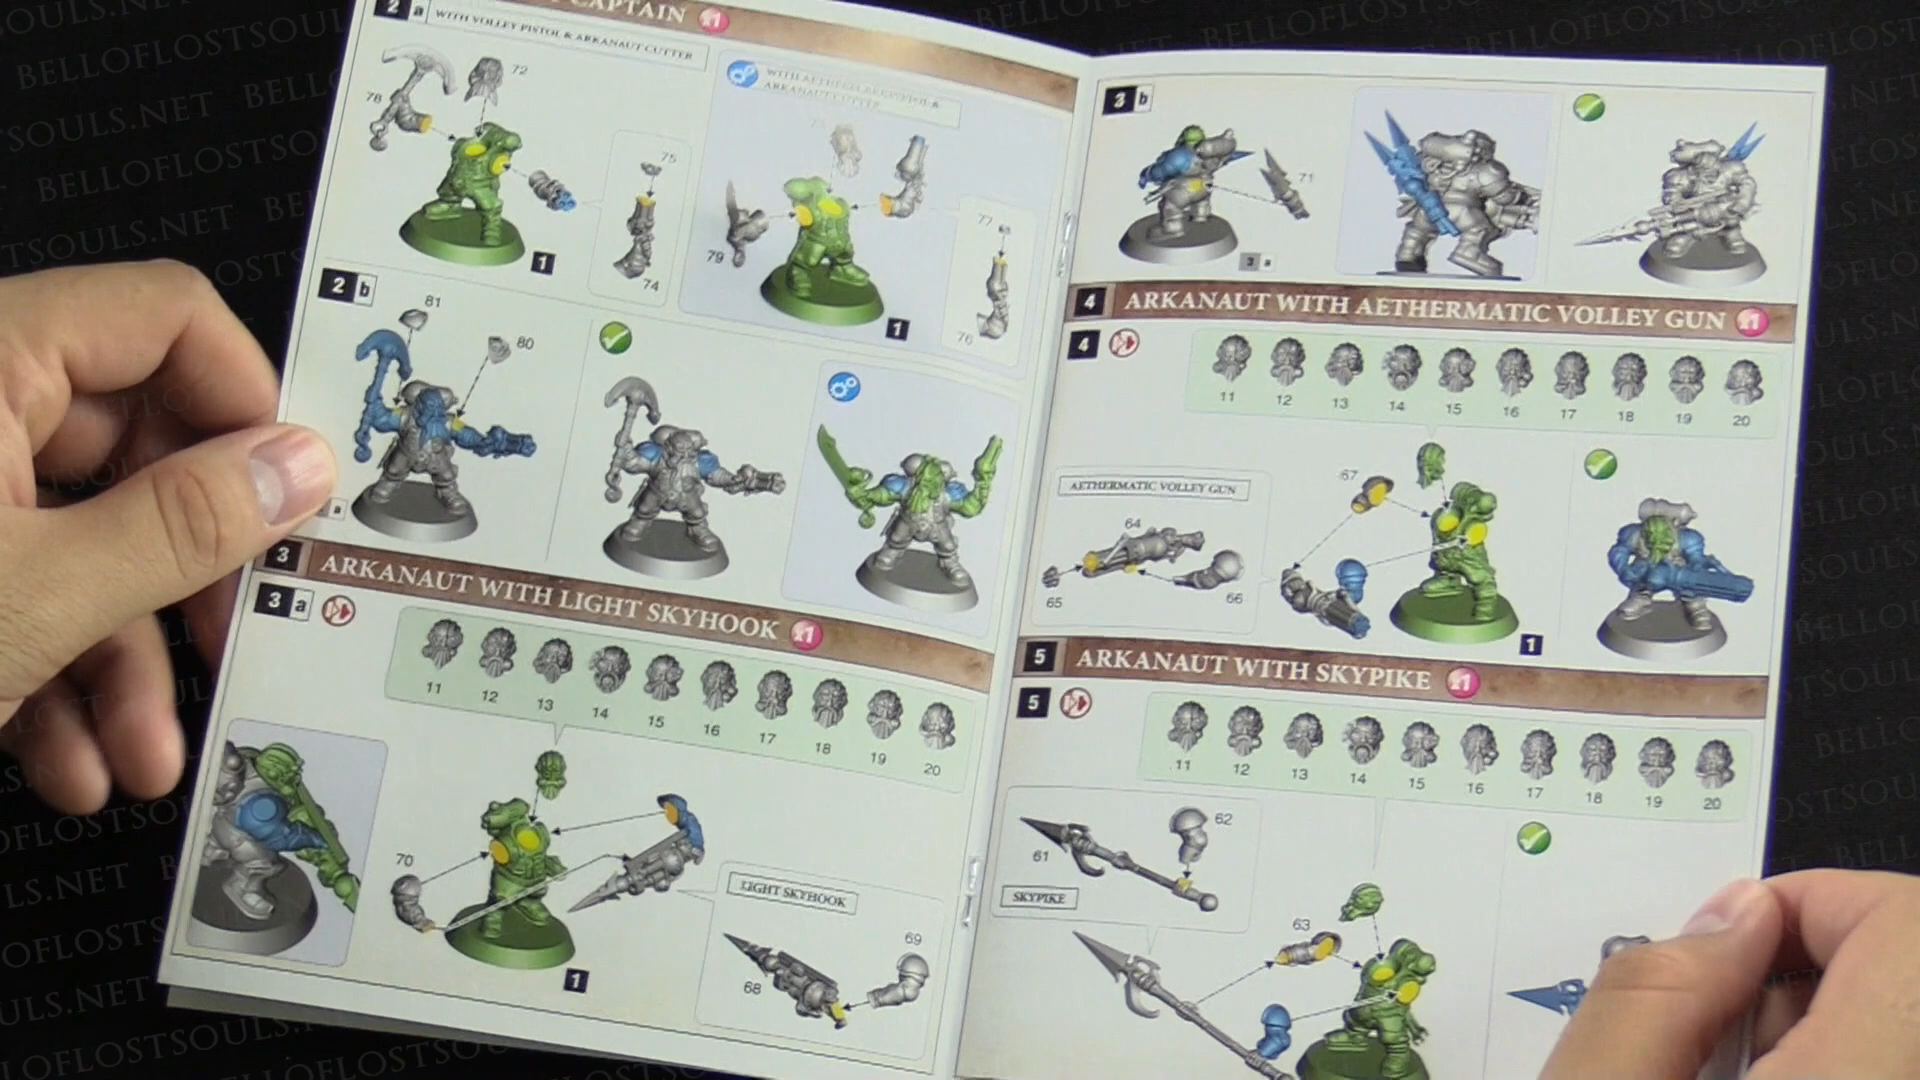 2 a
CAPTAIN x1
WITH VOLLEY PISTOL & ARKANAUT CUTTER
72
78
75
74
1
WITH AETHERMATIC &
ARKANAUT CUTTER
79
77
76
1
2 b
81
80
a
3 ARKANAUT WITH LIGHT SKYHOOK x1
3 a
11 12 13 14 15 16 17 18 19 20
70
1
LIGHT SKYHOOK
68
69
3 b
71
3 a
4 ARKANAUT WITH AETHERMATIC VOLLEY GUN x1
4
11 12 13 14 15 16 17 18 19 20
AETHERMATIC VOLLEY GUN
64
65
66
67
1
5 ARKANAUT WITH SKYPIKE x1
5
11 12 13 14 15 16 17 18 19 20
61
62
SKYPIKE
63
BELLOFLOSTSOULS.NET